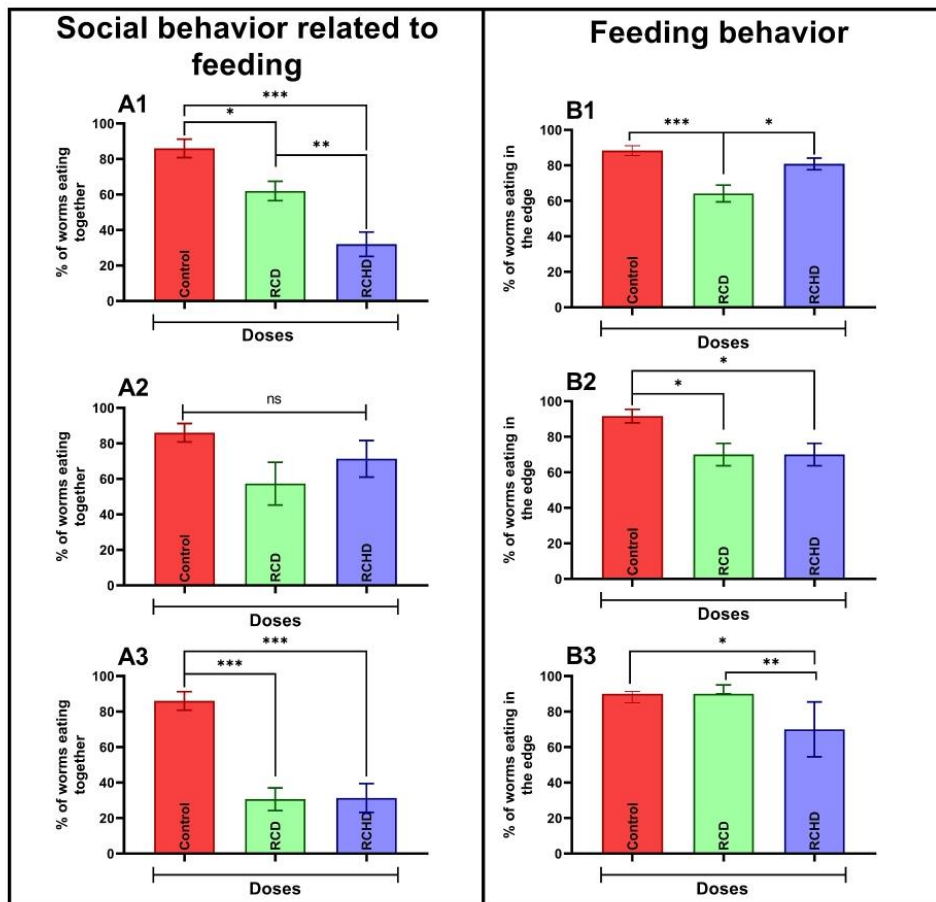 Social behavior related to
feeding
A1
***
*
**
% of worms eating
together
100
80
60
40
20
0
Control
RCD
RCHD
Doses
A2
ns
% of worms eating
together
100
80
60
40
20
0
Control
RCD
RCHD
Doses
A3
***
***
% of worms eating
together
100
80
60
40
20
0
Control
RCD
RCHD
Doses
Feeding behavior
B1
***
*
% of worms eating in
the edge
100
80
60
40
20
0
Control
RCD
RCHD
Doses
B2
*
*
% of worms eating in
the edge
100
80
60
40
20
0
Control
RCD
RCHD
Doses
B3
*
**
% of worms eating in
the edge
100
80
60
40
20
0
Control
RCD
RCHD
Doses